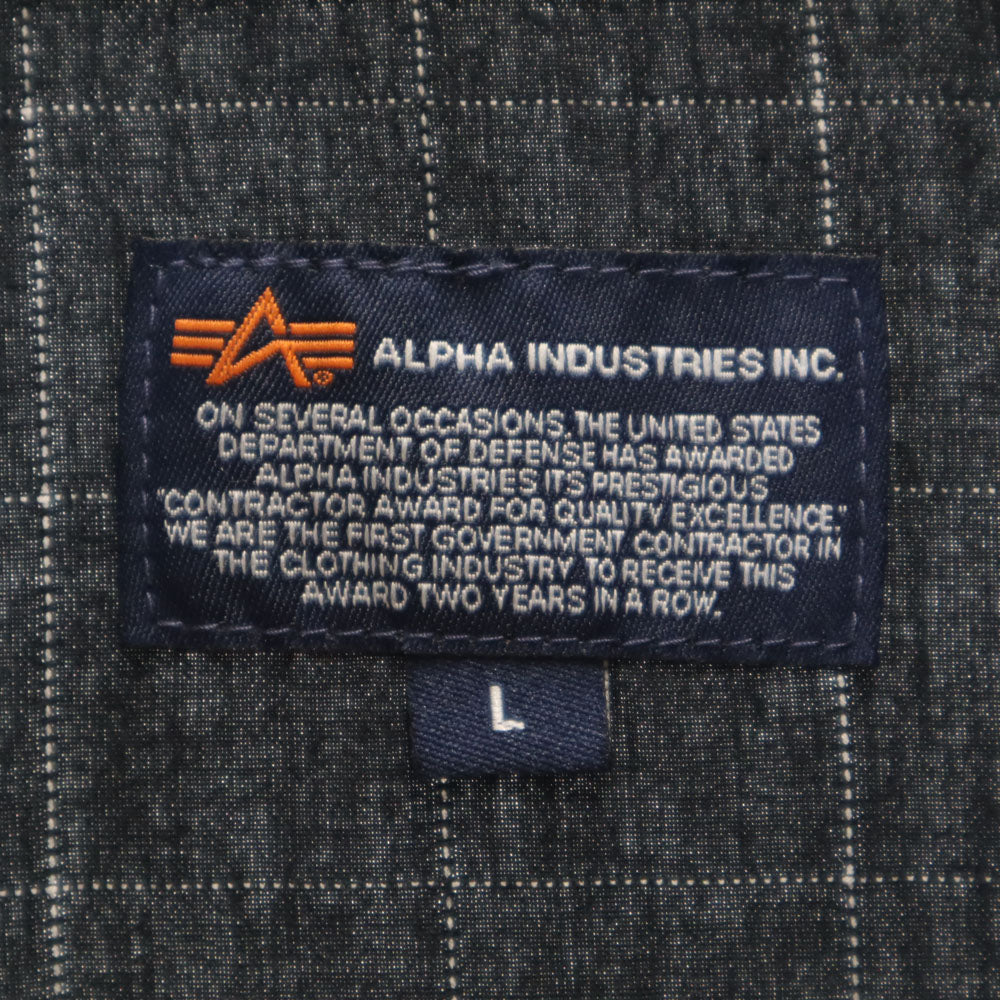 ALPHA INDUSTRIES INC.
ON SEVERAL OCCASIONS, THE UNITED STATES
DEPARTMENT OF DEFENSE HAS AWARDED
ALPHA INDUSTRIES ITS PRESTIGIOUS
"CONTRACTOR AWARD FOR QUALITY EXCELLENCE."
WE ARE THE FIRST GOVERNMENT CONTRACTOR IN
THE CLOTHING INDUSTRY TO RECEIVE THIS
AWARD TWO YEARS IN A ROW.
L